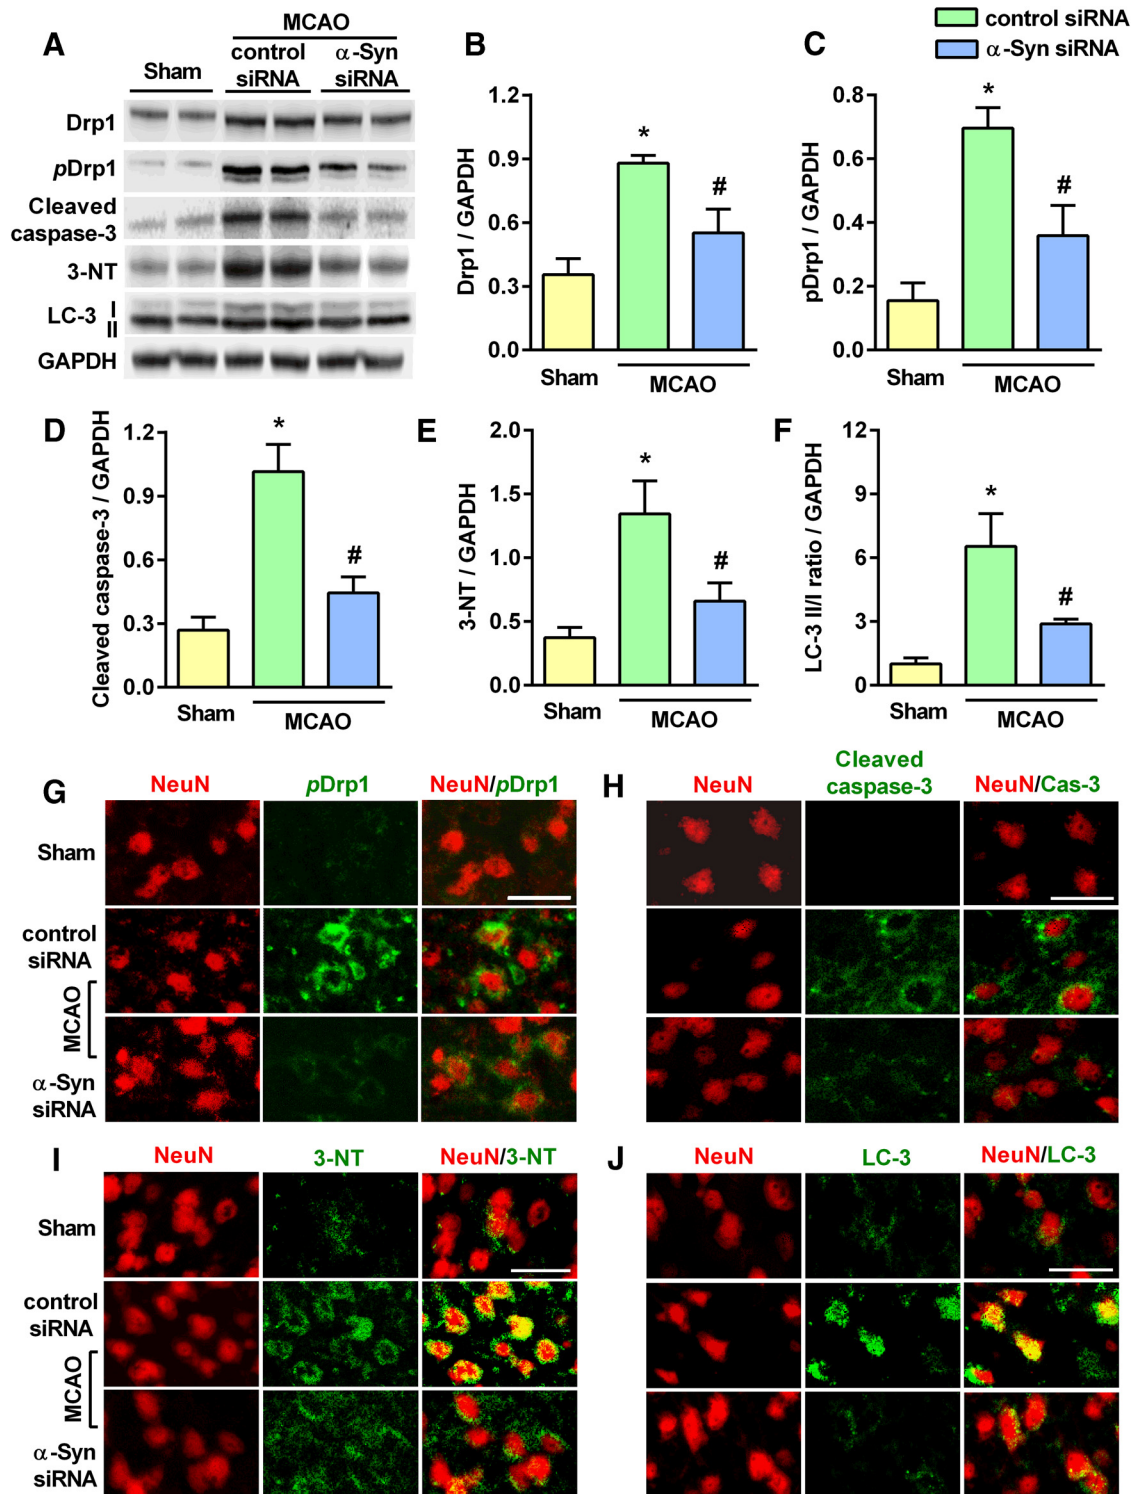 control siRNA
α-Syn siRNA
A
MCAO
Sham
control
siRNA
α-Syn
siRNA
Drp1
pDrp1
Cleaved
caspase-3
3-NT
LC-3
I
II
GAPDH
B
Drp1 / GAPDH
1.2
0.9
0.6
0.3
0.0
*
#
Sham
MCAO
C
pDrp1 / GAPDH
0.8
0.6
0.4
0.2
0.0
*
#
Sham
MCAO
D
Cleaved caspase-3 / GAPDH
1.2
0.9
0.6
0.3
0.0
*
#
Sham
MCAO
E
3-NT / GAPDH
2.0
1.5
1.0
0.5
0.0
*
#
Sham
MCAO
F
LC-3 II/I ratio / GAPDH
12
9
6
3
0
*
#
Sham
MCAO
G
NeuN
pDrp1
NeuN/pDrp1
Sham
control
siRNA
MCAO
α-Syn
siRNA
H
NeuN
Cleaved
caspase-3
NeuN/Cas-3
I
NeuN
3-NT
NeuN/3-NT
Sham
control
siRNA
MCAO
α-Syn
siRNA
J
NeuN
LC-3
NeuN/LC-3